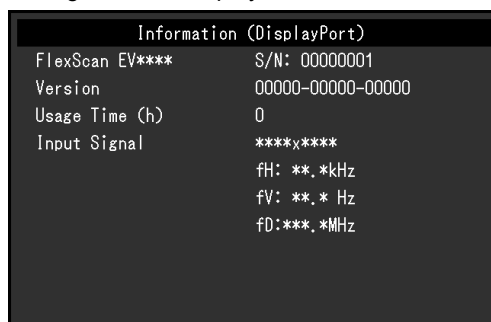 Information (DisplayPort)
FlexScan EV**** S/N: 00000001
Version 00000-00000-00000
Usage Time (h) 0
Input Signal ****x****
fH: **.*kHz
fV: **.* Hz
fD:***.*MHz